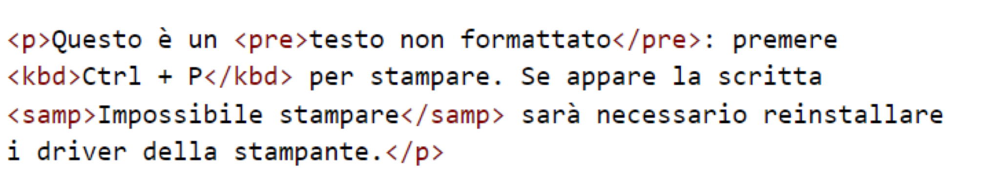 <p>Questo è un <pre>testo non formattato</pre>: premere
<kbd>Ctrl + P</kbd> per stampare. Se appare la scritta
<samp>Impossibile stampare</samp> sarà necessario reinstallare
i driver della stampante.</p>